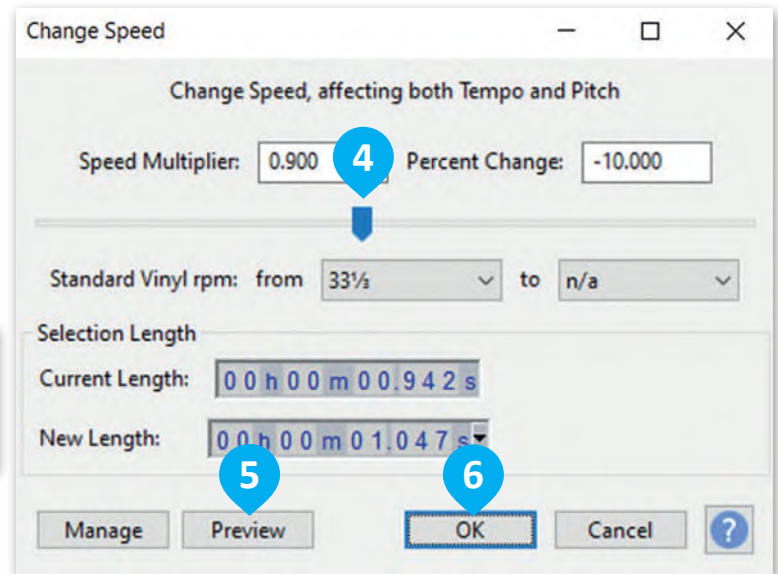 Change Speed
Change Speed, affecting both Tempo and Pitch
Speed Multiplier: 0.900 4 Percent Change: -10.000
Standard Vinyl rpm: from 33⅓ to n/a
Selection Length
Current Length: 00h00m00.942s
New Length: 00h00m01.047s
5 6
Manage Preview OK Cancel ?